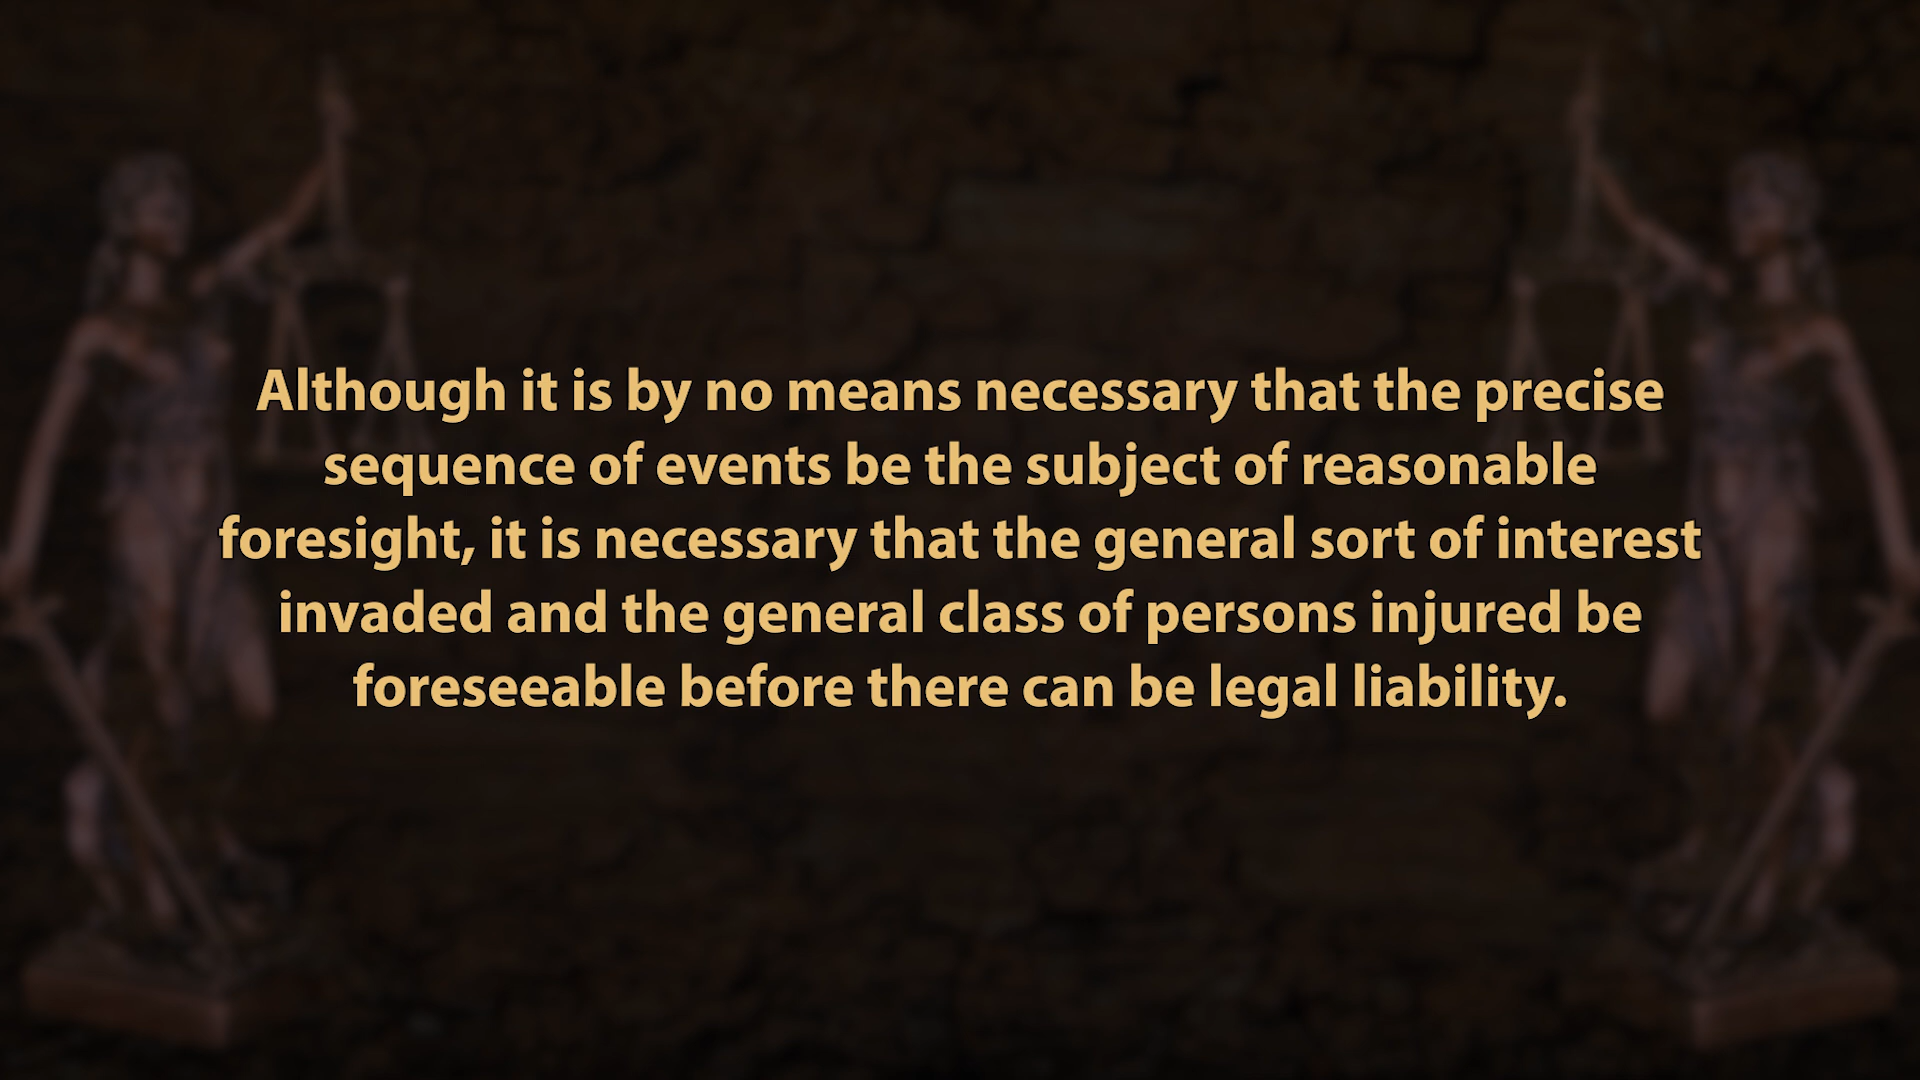 Although it is by no means necessary that the precise
sequence of events be the subject of reasonable
foresight, it is necessary that the general sort of interest
invaded and the general class of persons injured be
foreseeable before there can be legal liability.